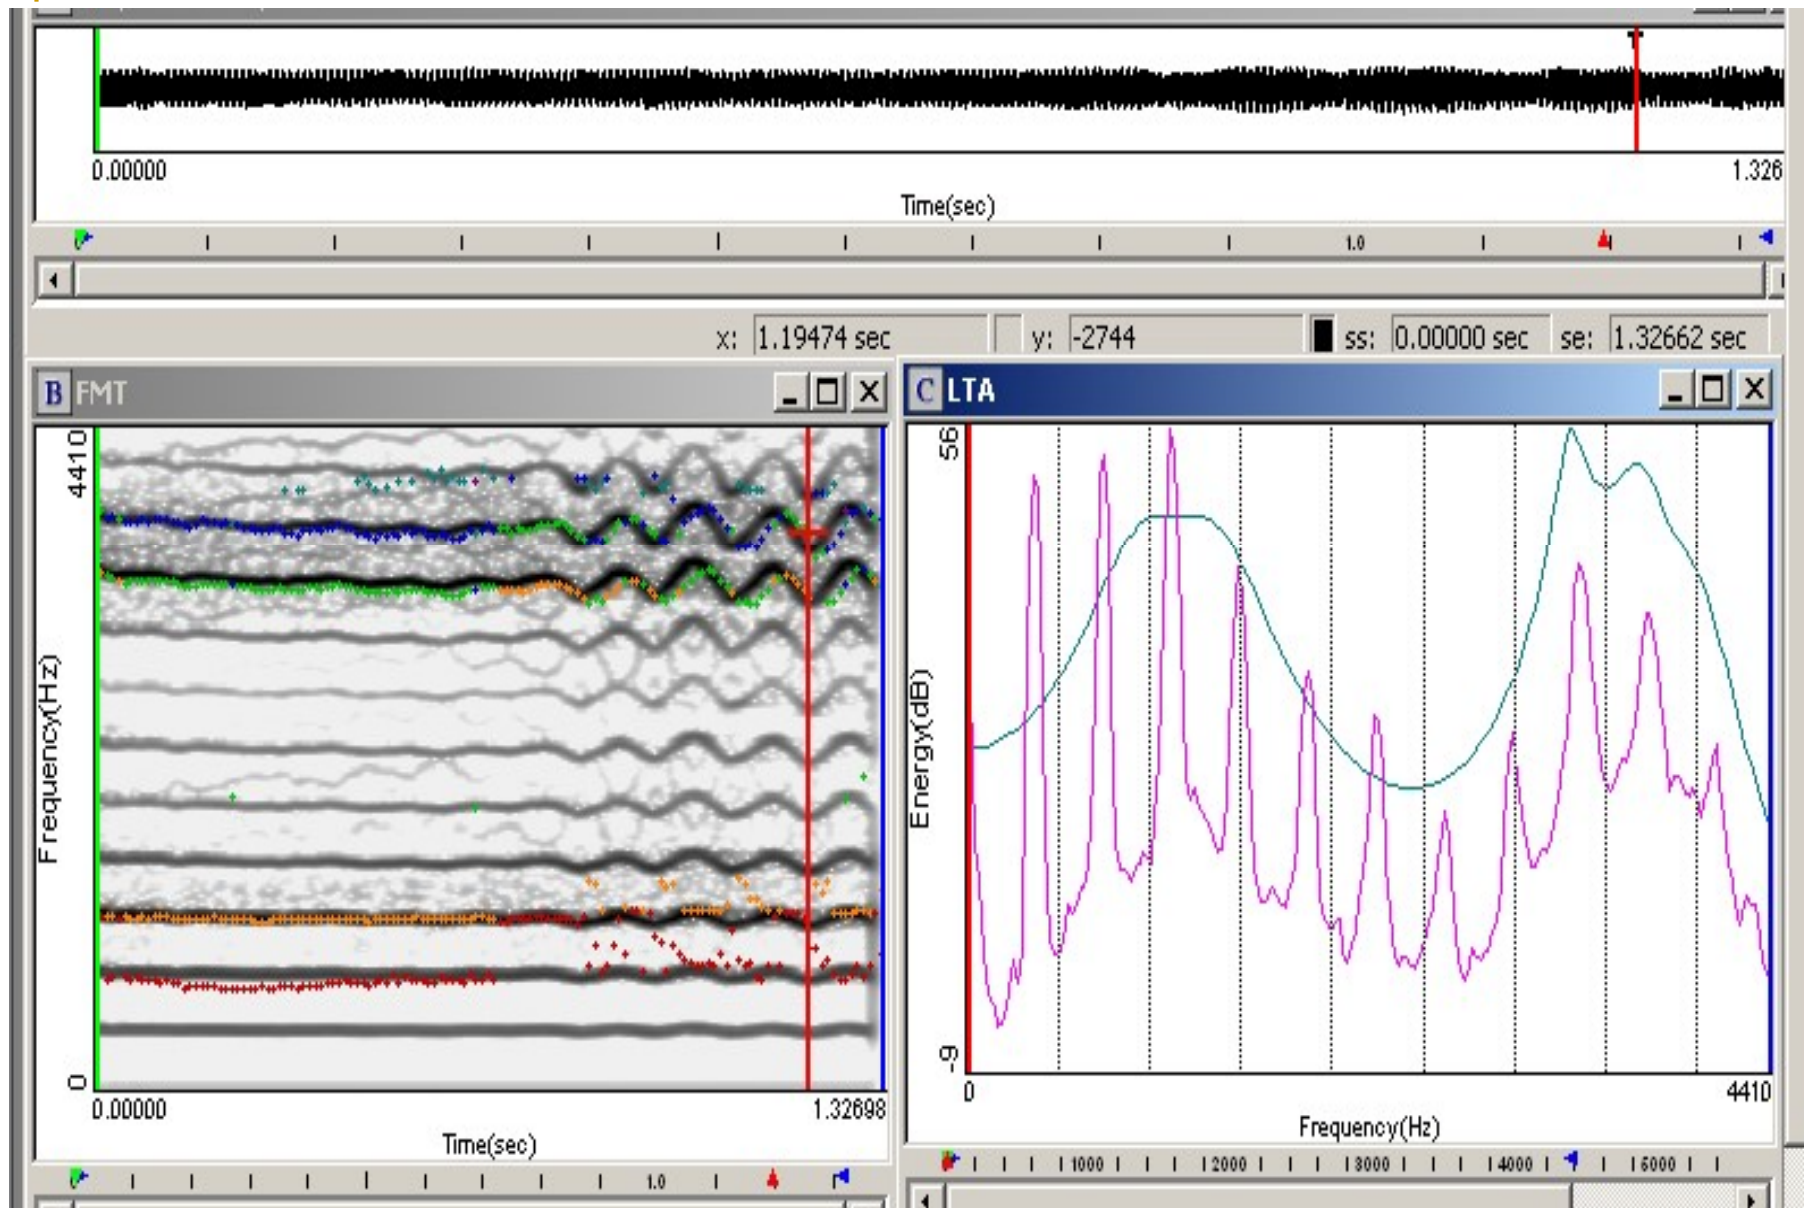 T
0.00000 1.326
Time(sec)
1.0
x: 1.19474 sec y: -2744 ss: 0.00000 sec se: 1.32662 sec
B FMT
C LTA
4410
Frequency(Hz)
0
0.00000 1.32698
Time(sec)
56
Energy(dB)
-9
0 4410
Frequency(Hz)
1.0
1000 2000 3000 4000